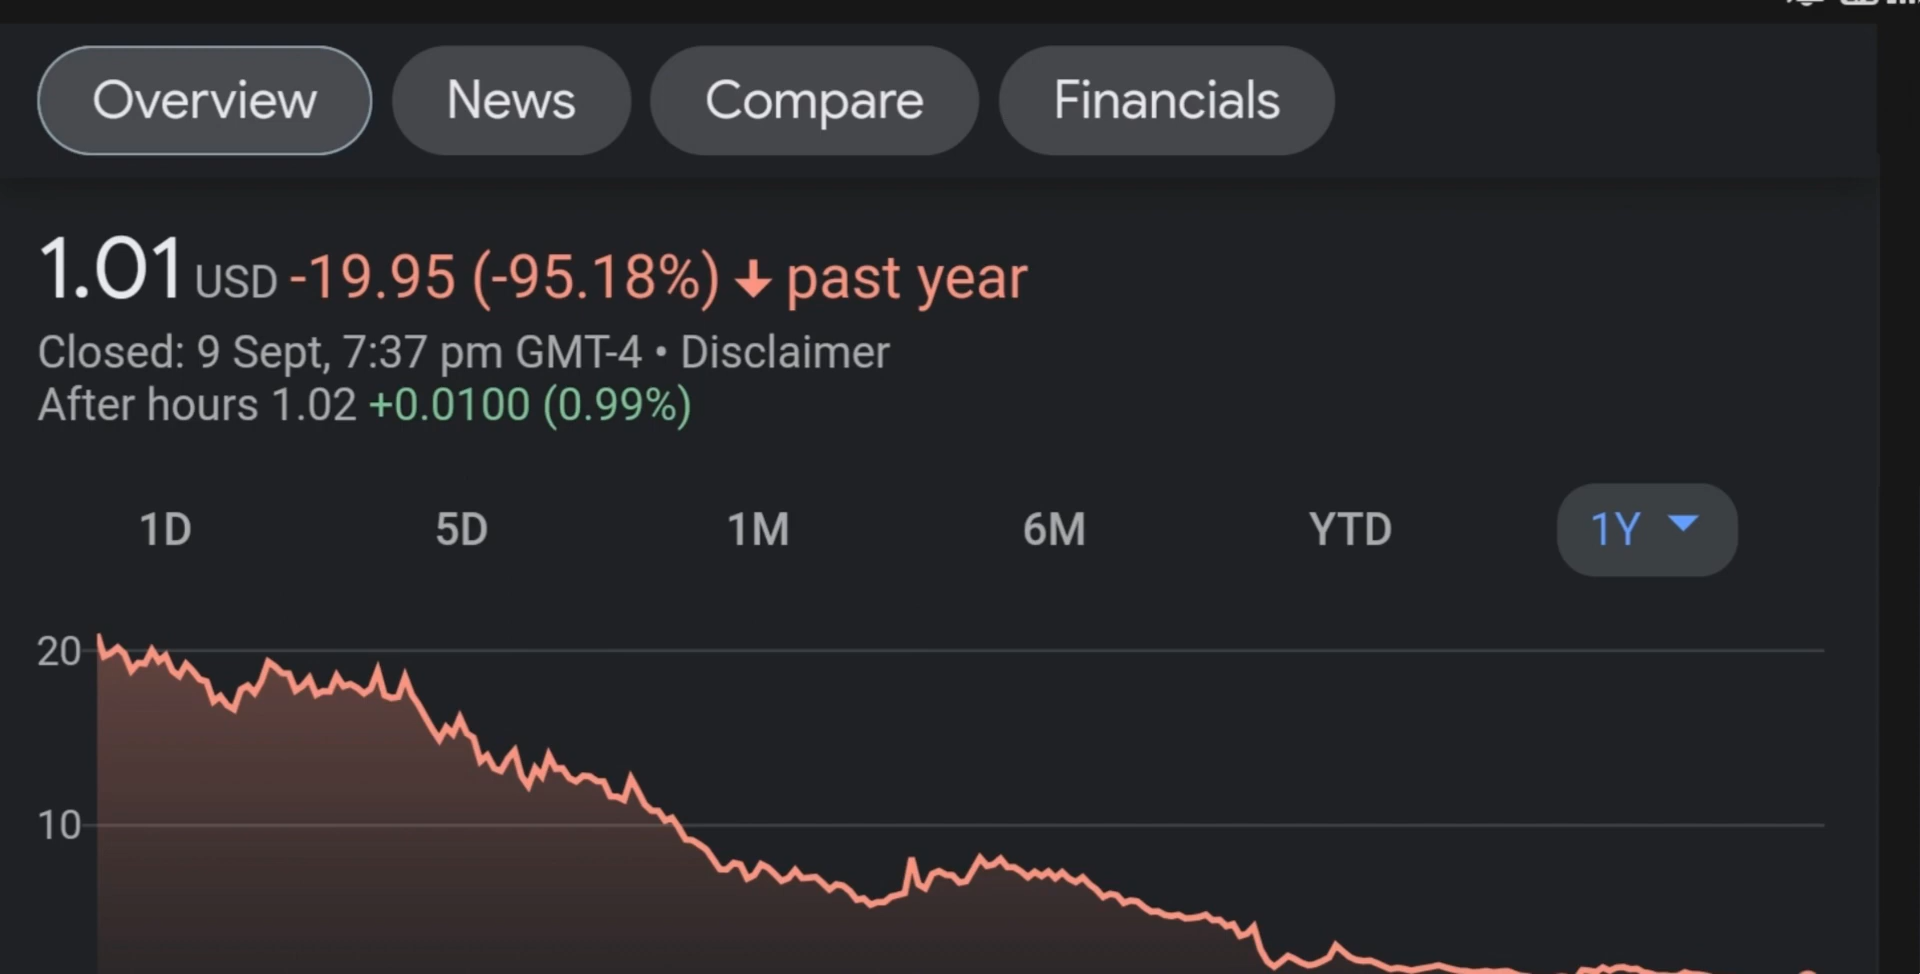 Overview News Compare Financials
1.01 USD -19.95 (-95.18%) ↓ past year
Closed: 9 Sept, 7:37 pm GMT-4 • Disclaimer
After hours 1.02 +0.0100 (0.99%)
1D 5D 1M 6M YTD 1Y
20
10